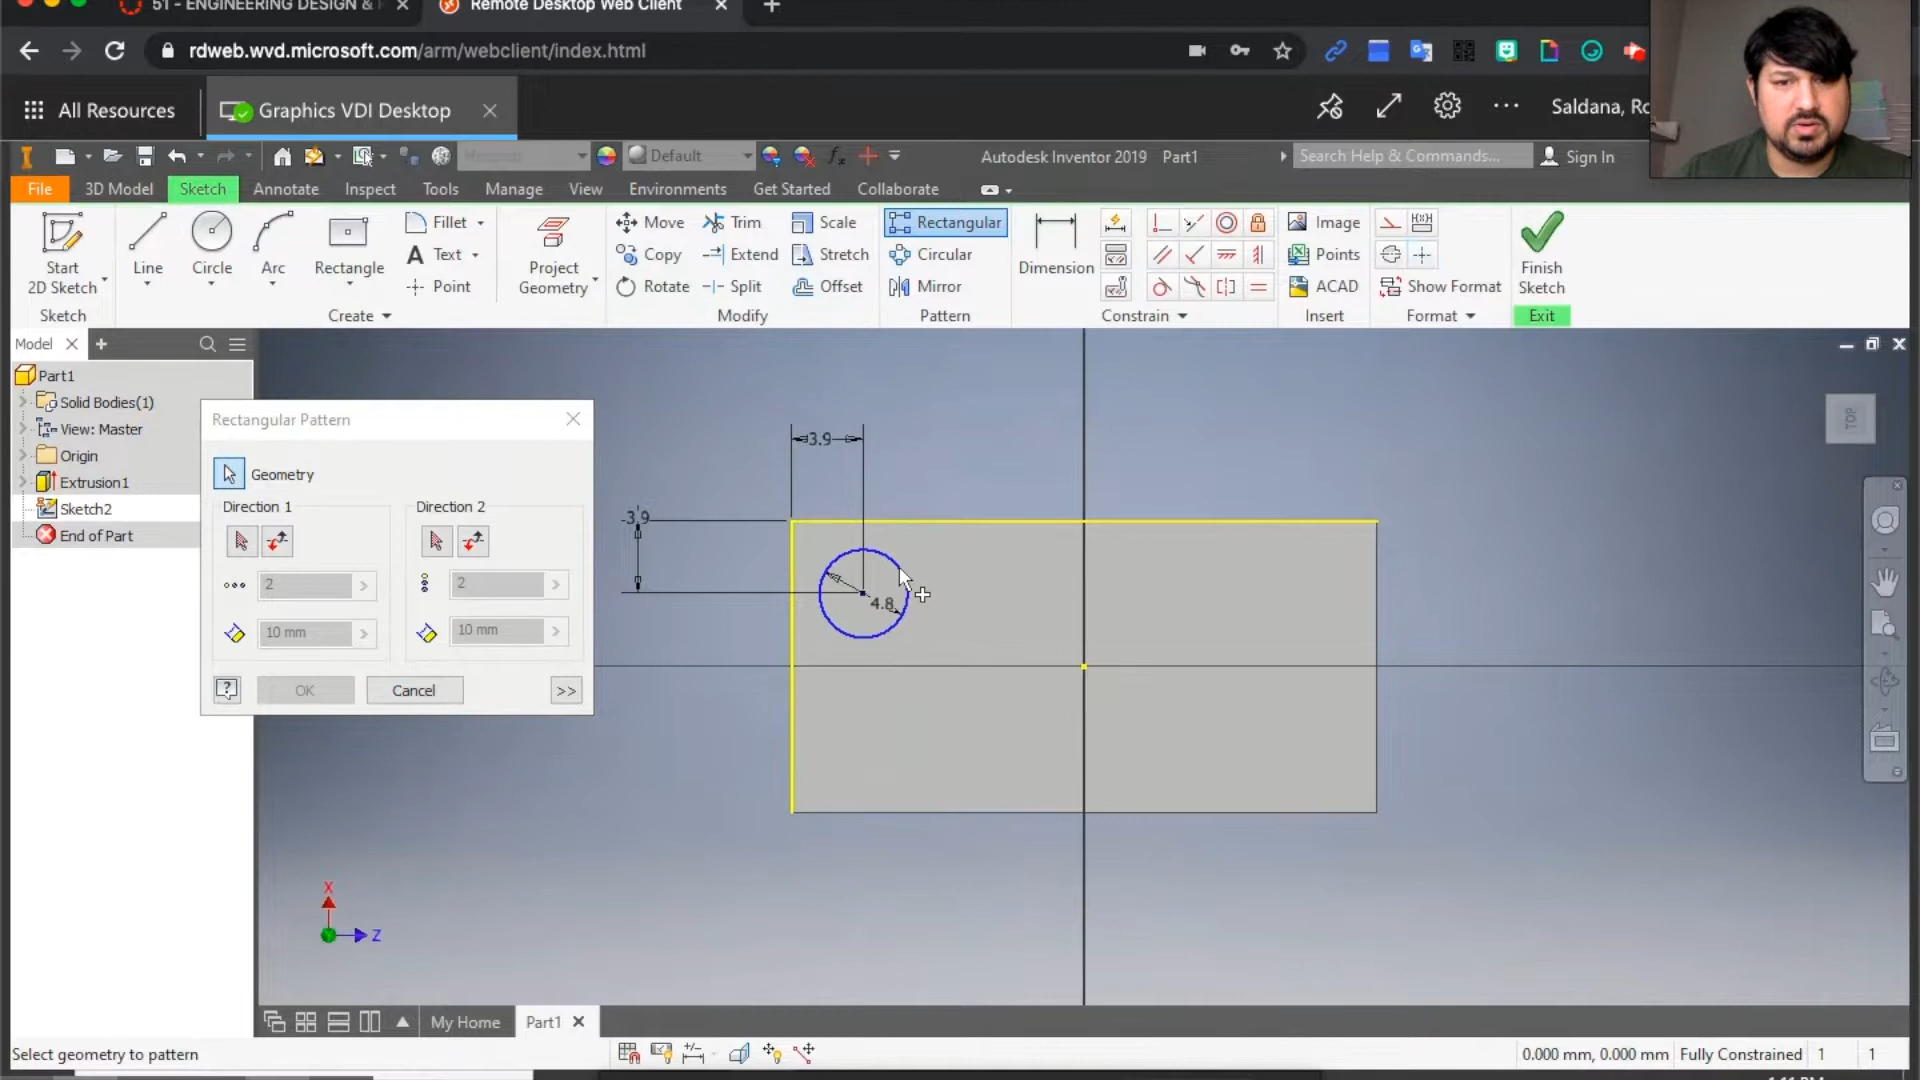 51 - ENGINEERING DESIGN &
Remote Desktop Web Client
rdweb.wvd.microsoft.com/arm/webclient/index.html
All Resources
Graphics VDI Desktop
Saldana, Ro
Default
Autodesk Inventor 2019 Part1
Search Help & Commands...
Sign In
File
3D Model
Sketch
Annotate
Inspect
Tools
Manage
View
Environments
Get Started
Collaborate
Start
2D Sketch
Line
Circle
Arc
Rectangle
Fillet
Text
Point
Project
Geometry
Move
Copy
Rotate
Trim
Extend
Split
Scale
Stretch
Offset
Rectangular
Circular
Mirror
Dimension
Image
Points
ACAD
Show Format
Finish
Sketch
Sketch
Create
Modify
Pattern
Constrain
Insert
Format
Exit
Model
Part1
Solid Bodies(1)
View: Master
Origin
Extrusion1
Sketch2
End of Part
Rectangular Pattern
Geometry
Direction 1
Direction 2
2
2
10 mm
10 mm
OK
Cancel
>>
3.9
3.9
4.8
TOP
X
Z
My Home
Part1
Select geometry to pattern
0.000 mm, 0.000 mm
Fully Constrained
1
1